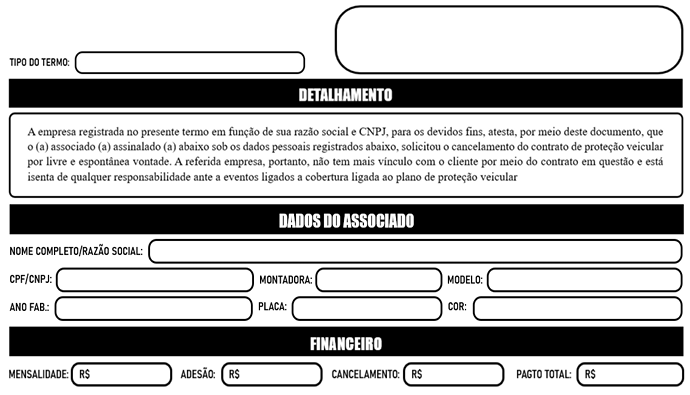 TIPO DO TERMO:
DETALHAMENTO
A empresa registrada no presente termo em função de sua razão social e CNPJ, para os devidos fins, atesta, por meio deste documento, que
o (a) associado (a) assinalado (a) abaixo sob os dados pessoais registrados abaixo, solicitou o cancelamento do contrato de proteção veicular
por livre e espontânea vontade. A referida empresa, portanto, não tem mais vínculo com o cliente por meio do contrato em questão e está
isenta de qualquer responsabilidade ante a eventos ligados a cobertura ligada ao plano de proteção veicular
DADOS DO ASSOCIADO
NOME COMPLETO/RAZÃO SOCIAL:
CPF/CNPJ: MONTADORA: MODELO:
ANO FAB.: PLACA: COR:
FINANCEIRO
MENSALIDADE: R$ ADESÃO: R$ CANCELAMENTO: R$ PAGTO TOTAL: R$